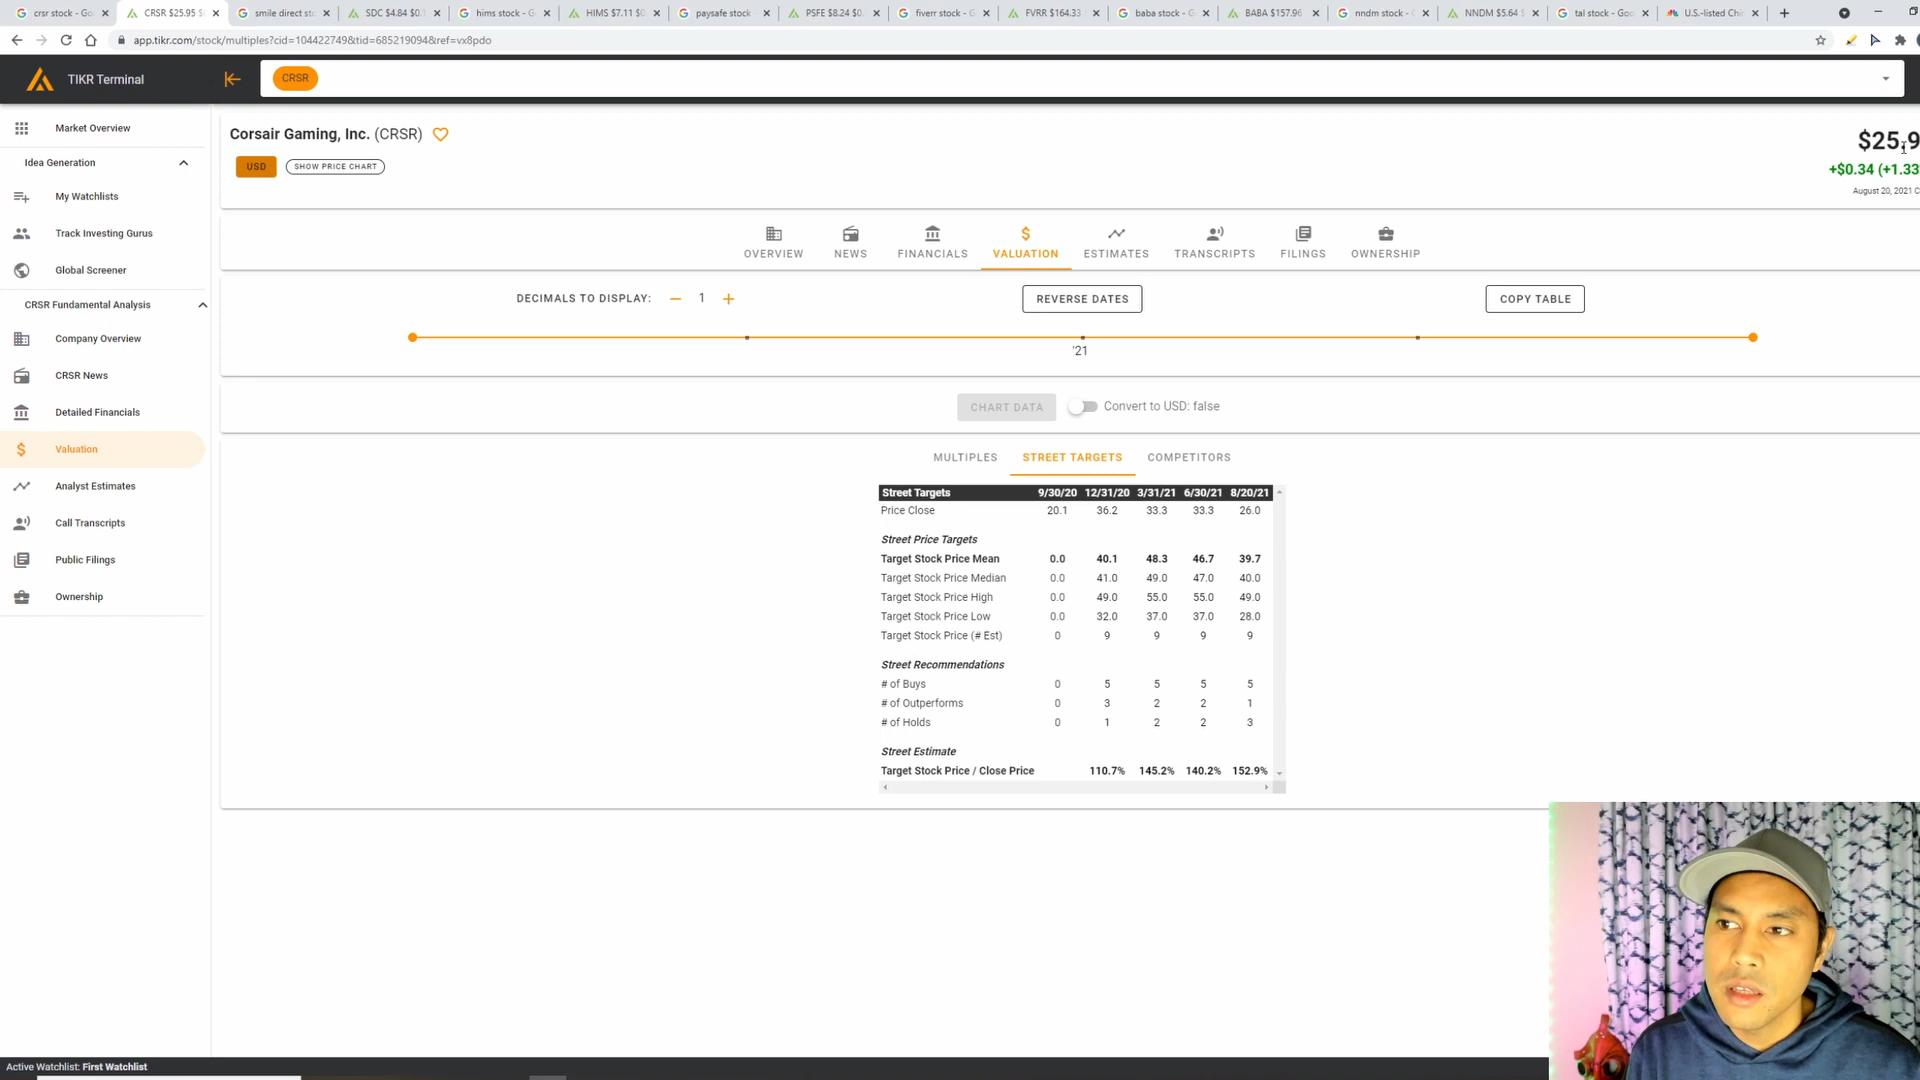 crsr stock - Go
CRSR $25.95
smile direct st
SDC $4.84 $0.
hims stock - G
HIMS $7.11 $0.
paysafe stock
PSFE $8.24 $0.
fiverr stock - G
FVRR $164.33
baba stock - G
BABA $157.96
nndm stock -
NNDM $5.64 $
tal stock - Goo
U.S.-listed Chi
app.tikr.com/stock/multiples?cid=104422749&tid=685219094&ref=vx8pdo
TIKR Terminal
CRSR
Market Overview
Idea Generation
My Watchlists
Track Investing Gurus
Global Screener
CRSR Fundamental Analysis
Company Overview
CRSR News
Detailed Financials
Valuation
Analyst Estimates
Call Transcripts
Public Filings
Ownership
Corsair Gaming, Inc. (CRSR)
USD SHOW PRICE CHART
$25.9
+$0.34 (+1.33
August 20, 2021 C
OVERVIEW NEWS FINANCIALS VALUATION ESTIMATES TRANSCRIPTS FILINGS OWNERSHIP
DECIMALS TO DISPLAY: − 1 + REVERSE DATES COPY TABLE
'21
CHART DATA Convert to USD: false
MULTIPLES STREET TARGETS COMPETITORS
Street Targets 9/30/20 12/31/20 3/31/21 6/30/21 8/20/21
Price Close 20.1 36.2 33.3 33.3 26.0
Street Price Targets
Target Stock Price Mean 0.0 40.1 48.3 46.7 39.7
Target Stock Price Median 0.0 41.0 49.0 47.0 40.0
Target Stock Price High 0.0 49.0 55.0 55.0 49.0
Target Stock Price Low 0.0 32.0 37.0 37.0 28.0
Target Stock Price (# Est) 0 9 9 9 9
Street Recommendations
# of Buys 0 5 5 5 5
# of Outperforms 0 3 2 2 1
# of Holds 0 1 2 2 3
Street Estimate
Target Stock Price / Close Price 110.7% 145.2% 140.2% 152.9%
Active Watchlist: First Watchlist